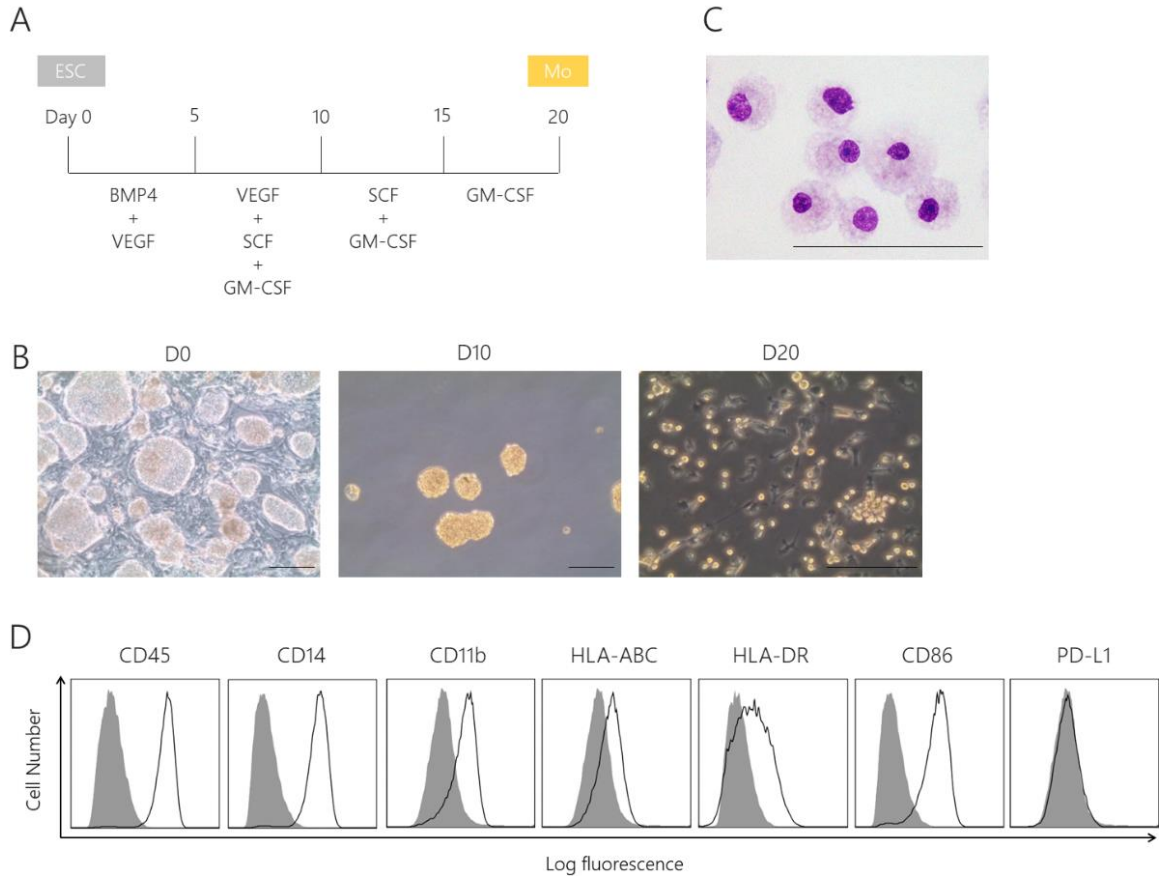 A
C
ESC
Mo
Day 0
5
10
15
20
BMP4
+
VEGF
VEGF
+
SCF
+
GM-CSF
SCF
+
GM-CSF
GM-CSF
B
D0
D10
D20
D
CD45
CD14
CD11b
HLA-ABC
HLA-DR
CD86
PD-L1
Cell Number
Log fluorescence